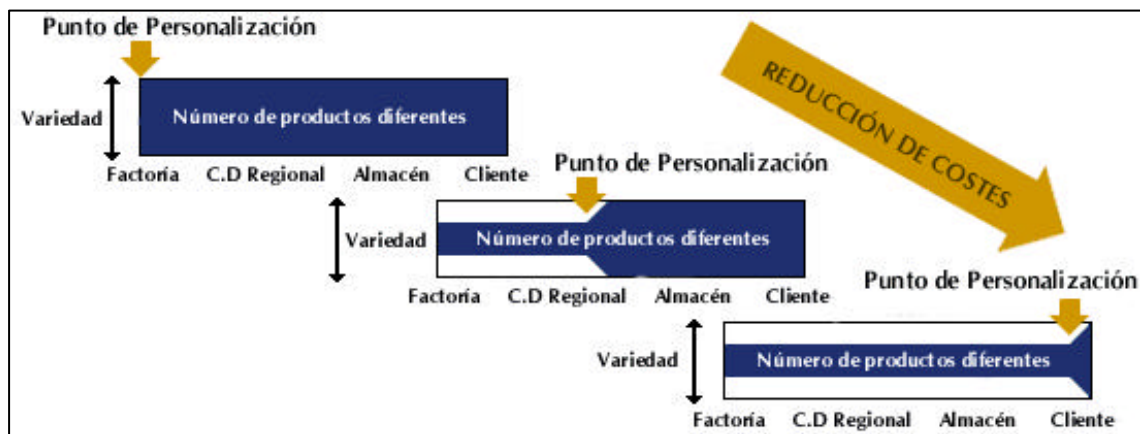 Punto de Personalización
Variedad
Número de productos diferentes
Factoría C.D Regional Almacén Cliente
REDUCCIÓN DE COSTES
Punto de Personalización
Variedad
Número de productos diferentes
Factoría C.D Regional Almacén Cliente
Punto de Personalización
Variedad
Número de productos diferentes
Factoría C.D Regional Almacén Cliente